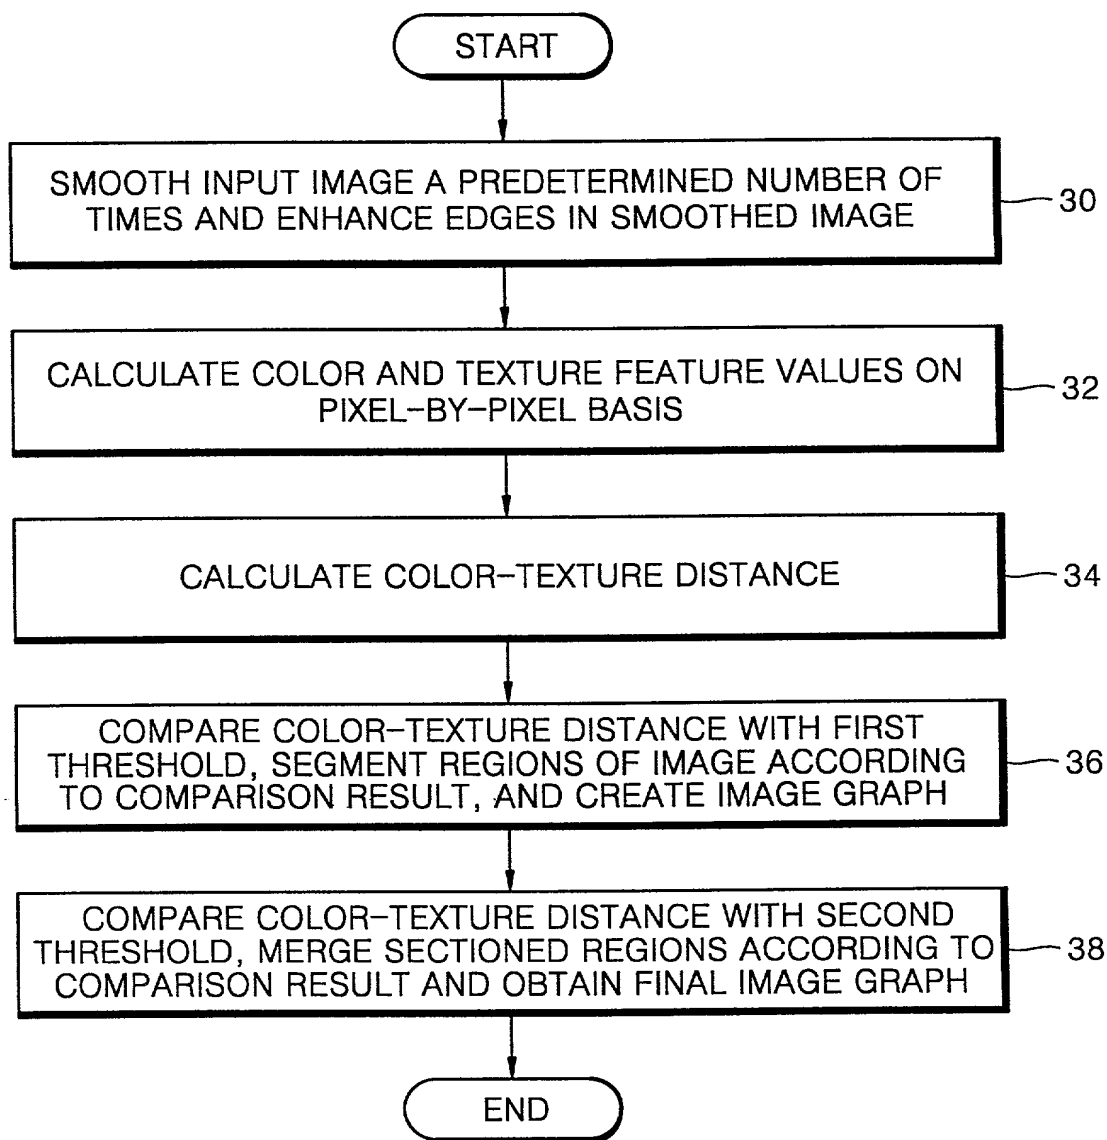 START
SMOOTH INPUT IMAGE A PREDETERMINED NUMBER OF
TIMES AND ENHANCE EDGES IN SMOOTHED IMAGE
30
CALCULATE COLOR AND TEXTURE FEATURE VALUES ON
PIXEL-BY-PIXEL BASIS
32
CALCULATE COLOR-TEXTURE DISTANCE
34
COMPARE COLOR-TEXTURE DISTANCE WITH FIRST
THRESHOLD, SEGMENT REGIONS OF IMAGE ACCORDING
TO COMPARISON RESULT, AND CREATE IMAGE GRAPH
36
COMPARE COLOR-TEXTURE DISTANCE WITH SECOND
THRESHOLD, MERGE SECTIONED REGIONS ACCORDING TO
COMPARISON RESULT AND OBTAIN FINAL IMAGE GRAPH
38
END